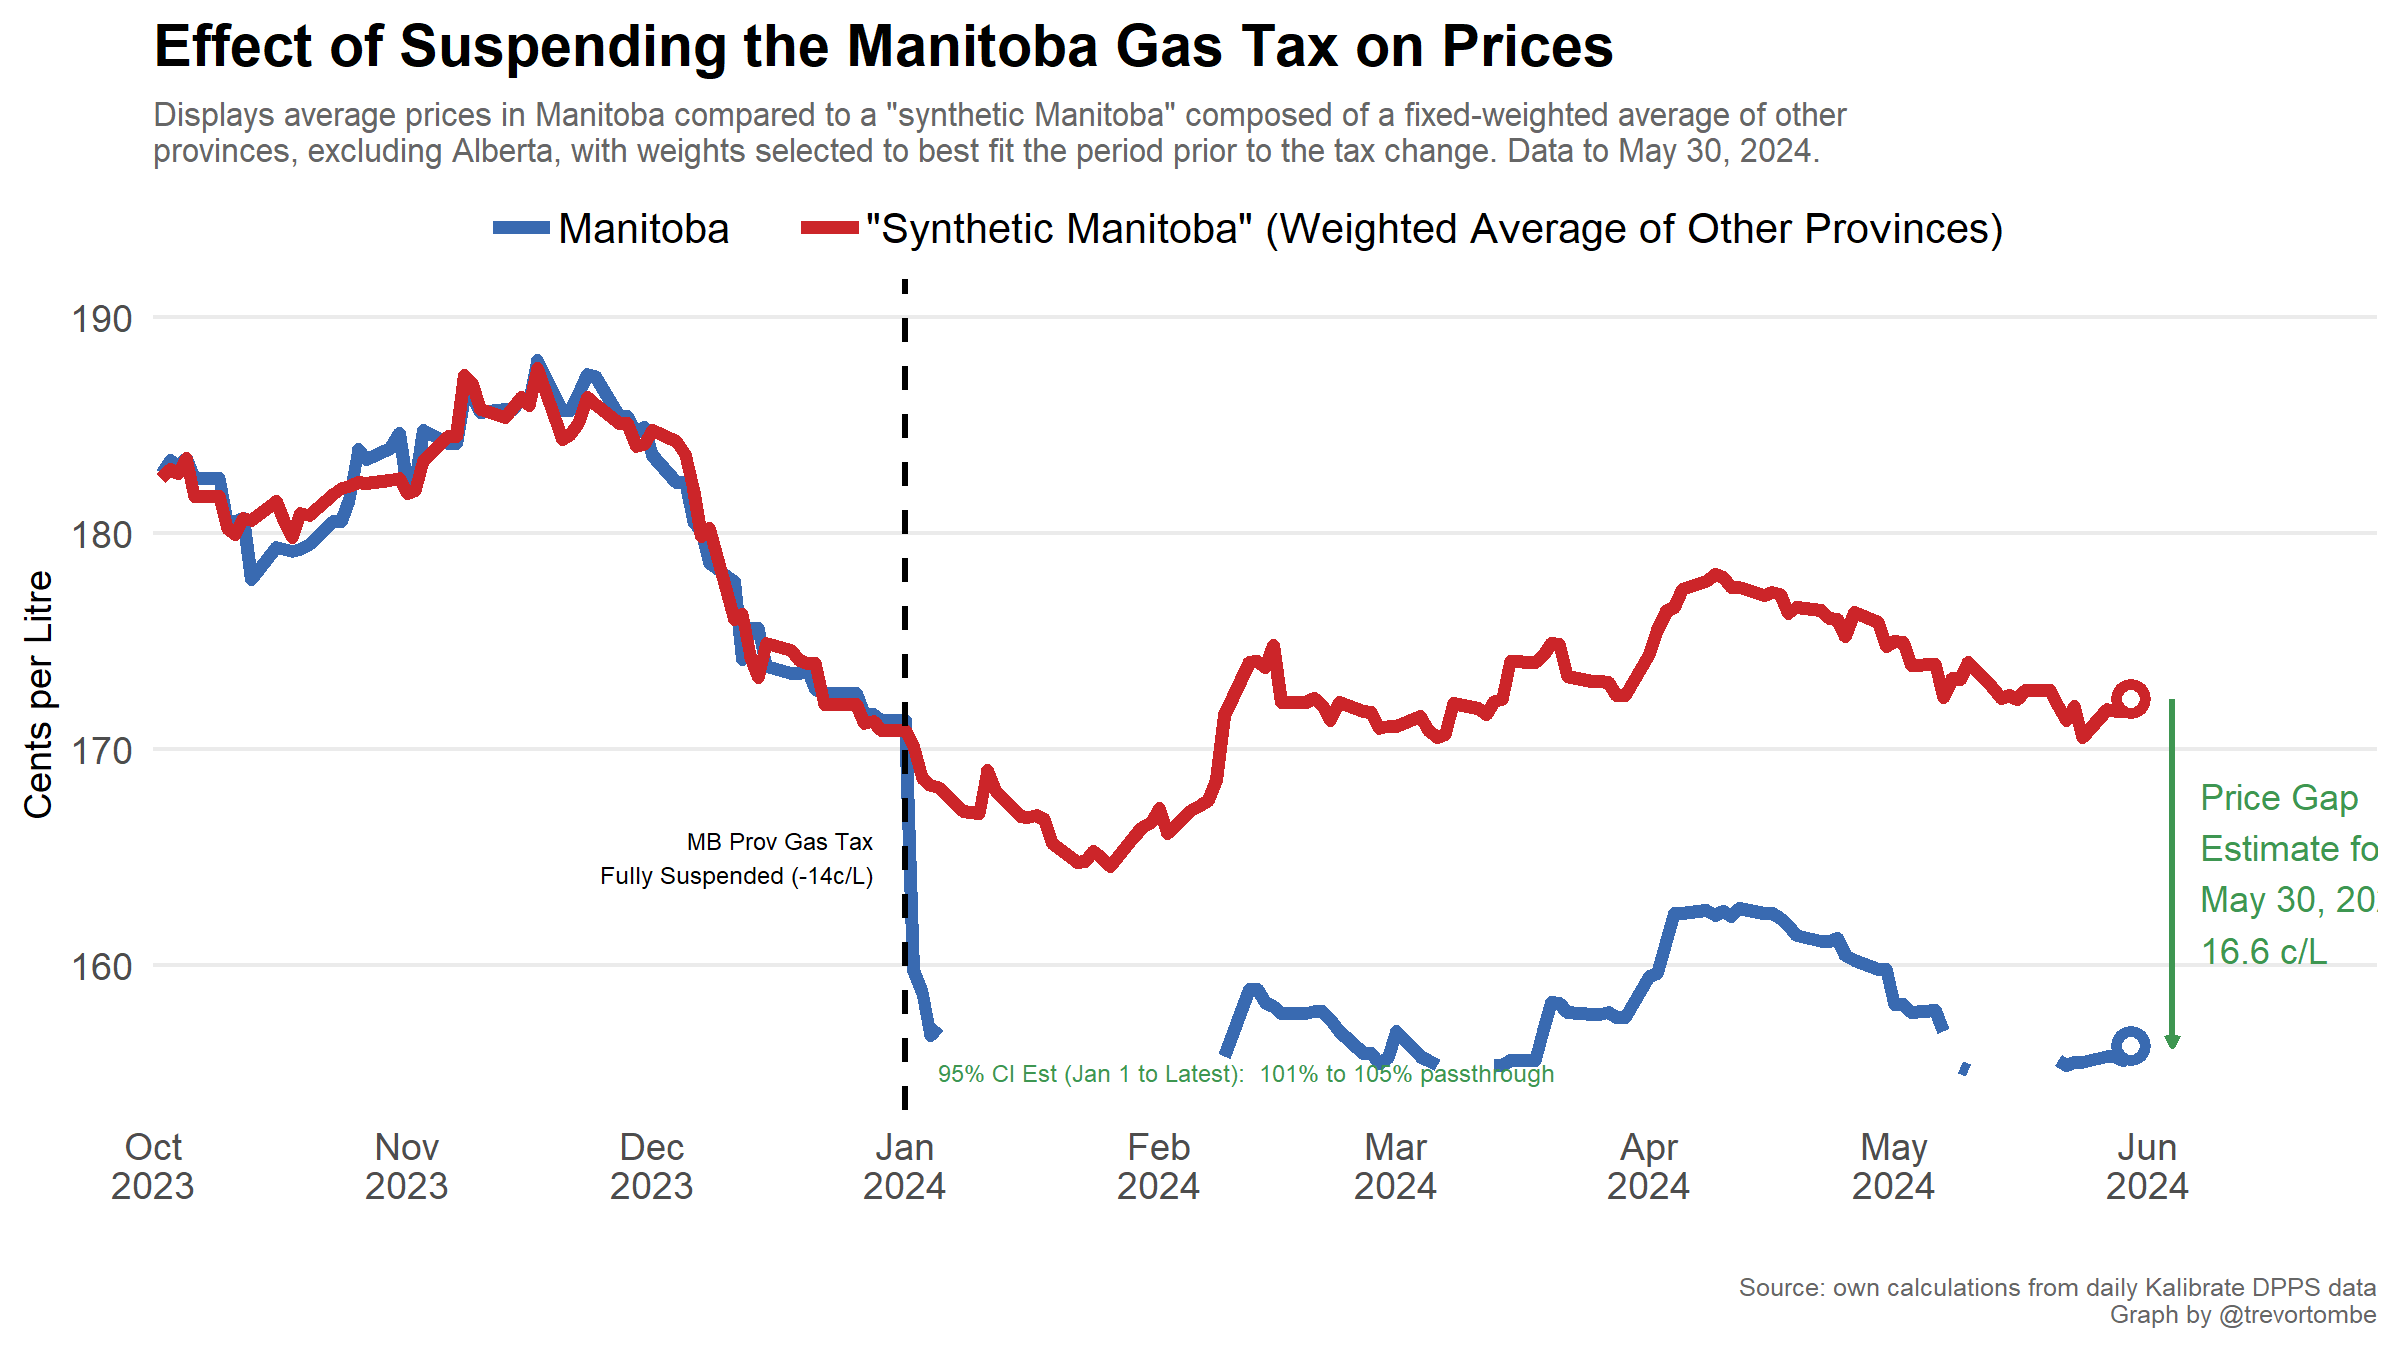 Effect of Suspending the Manitoba Gas Tax on Prices
Displays average prices in Manitoba compared to a "synthetic Manitoba" composed of a fixed-weighted average of other
provinces, excluding Alberta, with weights selected to best fit the period prior to the tax change. Data to May 30, 2024.
Manitoba "Synthetic Manitoba" (Weighted Average of Other Provinces)
Cents per Litre
190
180
170
160
MB Prov Gas Tax
Fully Suspended (-14c/L)
Price Gap
Estimate fo
May 30, 20
16.6 c/L
95% CI Est (Jan 1 to Latest): 101% to 105% passthrough
Oct Nov Dec Jan Feb Mar Apr May Jun
2023 2023 2023 2024 2024 2024 2024 2024 2024
Source: own calculations from daily Kalibrate DPPS data
Graph by @trevortombe